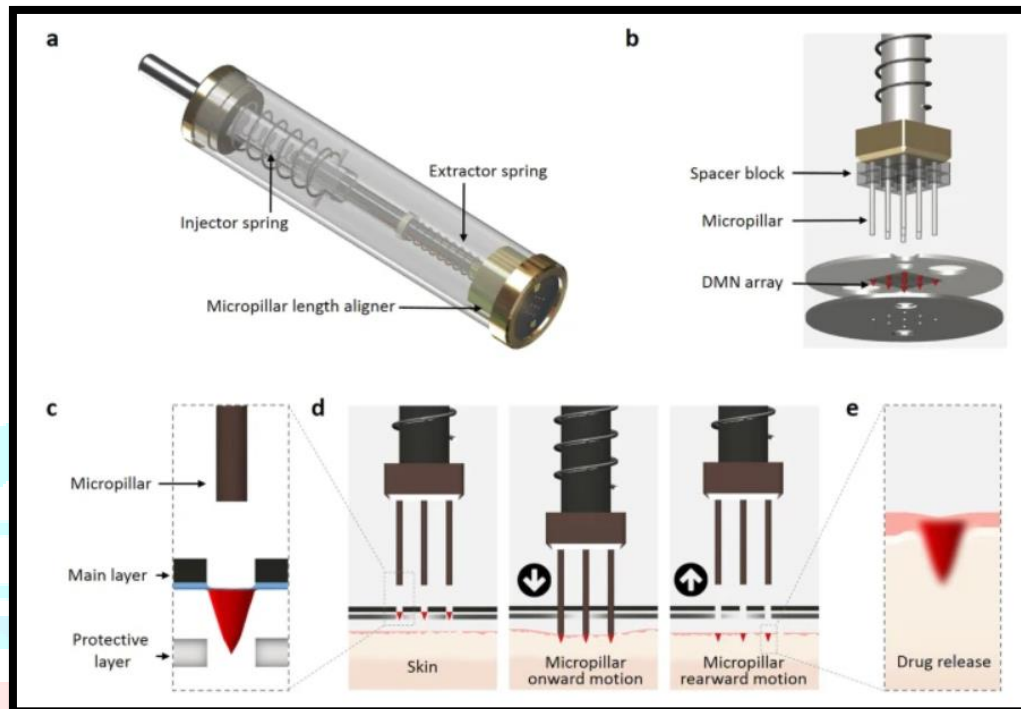 a
Injector spring
Extractor spring
Micropillar length aligner
b
Spacer block
Micropillar
DMN array
c
Micropillar
Main layer
Protective
layer
d
Skin
Micropillar
onward motion
Micropillar
rearward motion
e
Drug release